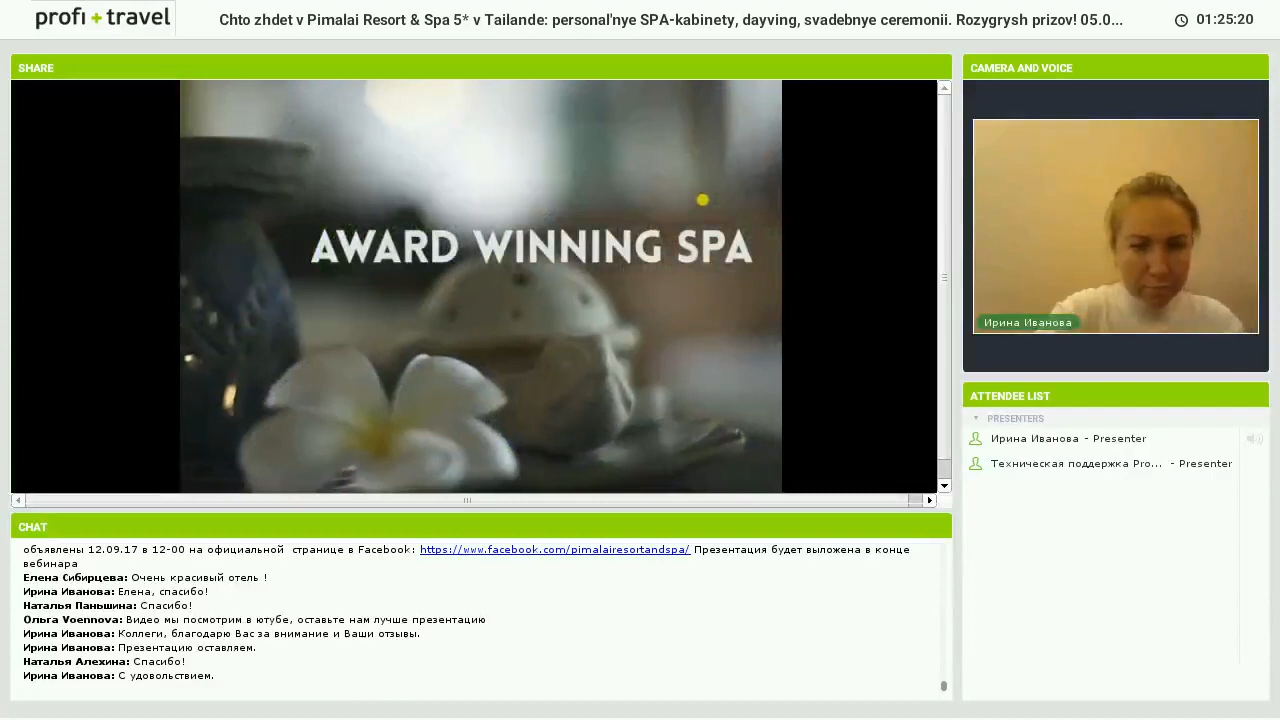 profi + travel
Chto zhdet v Pimalai Resort & Spa 5* v Tailande: personal'nye SPA-kabinety, dayving, svadebnye ceremonii. Rozygrysh prizov! 05.0...
01:25:20
SHARE
AWARD WINNING SPA
CAMERA AND VOICE
Ирина Иванова
ATTENDEE LIST
PRESENTERS
Ирина Иванова - Presenter
Техническая поддержка Pro... - Presenter
CHAT
объявлены 12.09.17 в 12-00 на официальной странице в Facebook: https://www.facebook.com/pimalairesortandspa/ Презентация будет выложена в конце
вебинара
Елена Сибирцева: Очень красивый отель !
Ирина Иванова: Елена, спасибо!
Наталья Паньшина: Спасибо!
Ольга Voennova: Видео мы посмотрим в ютубе, оставьте нам лучше презентацию
Ирина Иванова: Коллеги, благодарю Вас за внимание и Ваши отзывы.
Ирина Иванова: Презентацию оставляем.
Наталья Алехина: Спасибо!
Ирина Иванова: С удовольствием.